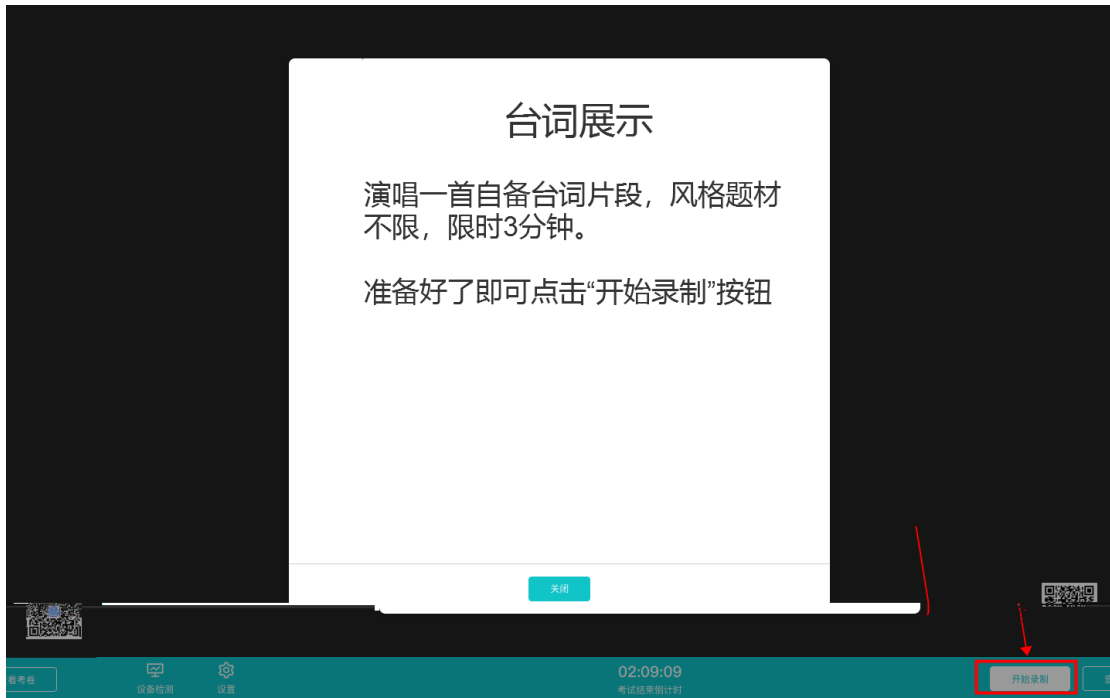 台词展示
演唱一首自备台词片段，风格题材
不限，限时3分钟。
准备好了即可点击“开始录制”按钮
关闭
看考卷
设备检测
设置
02:09:09
考试结束倒计时
开始录制